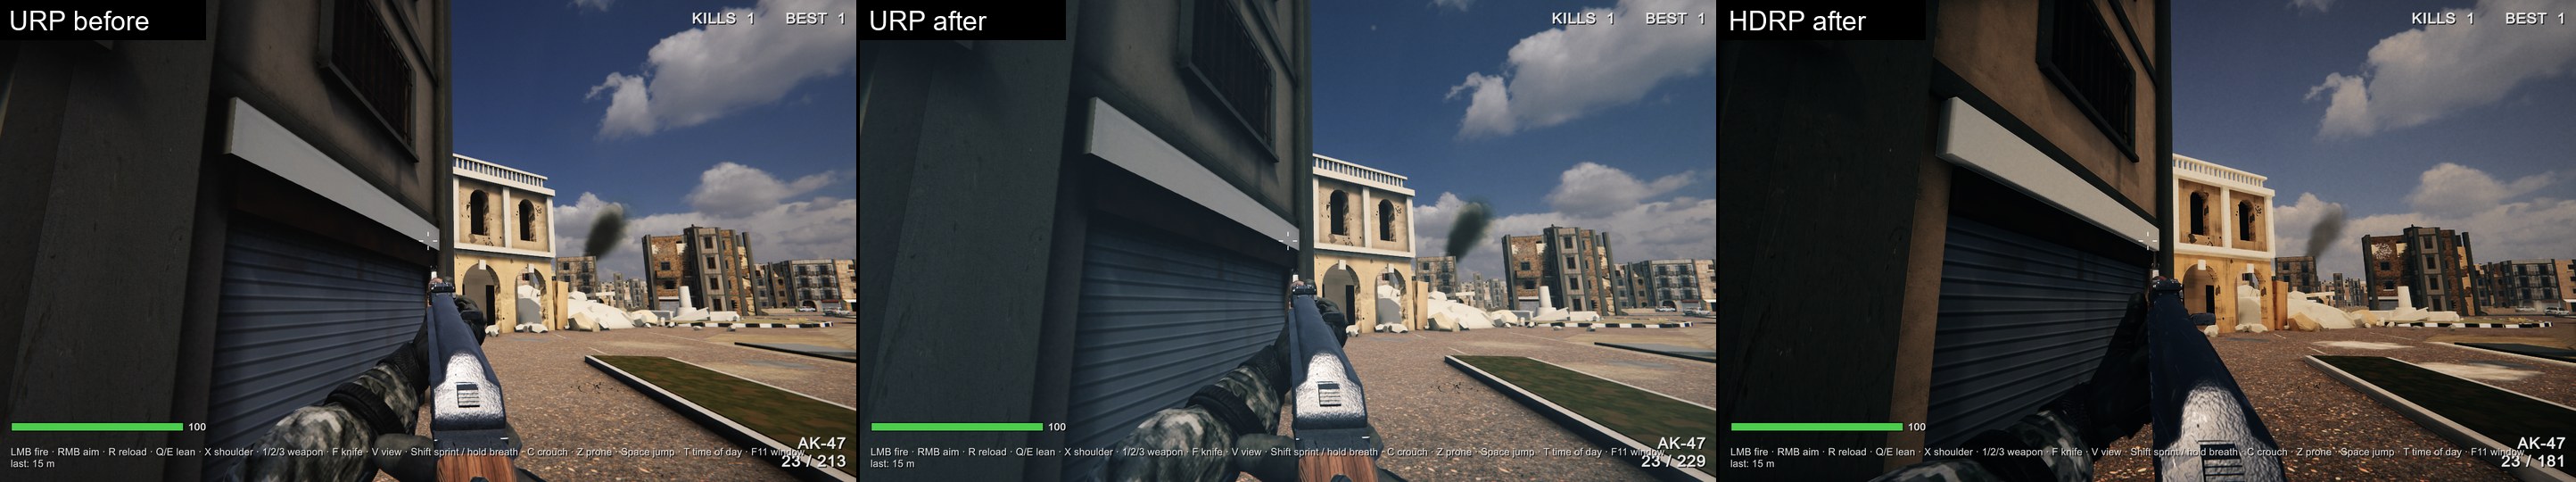 URP before
KILLS 1 BEST 1
100
AK-47
LMB fire · RMB aim · R reload · Q/E lean · X shoulder · 1/2/3 weapon · F knife · V view · Shift sprint / hold breath · C crouch · Z prone · Space jump · T time of day · F11 window
23 / 213
last: 15 m
URP after
KILLS 1 BEST 1
100
AK-47
LMB fire · RMB aim · R reload · Q/E lean · X shoulder · 1/2/3 weapon · F knife · V view · Shift sprint / hold breath · C crouch · Z prone · Space jump · T time of day · F11 window
23 / 229
last: 15 m
HDRP after
KILLS 1 BEST 1
100
AK-47
LMB fire · RMB aim · R reload · Q/E lean · X shoulder · 1/2/3 weapon · F knife · V view · Shift sprint / hold breath · C crouch · Z prone · Space jump · T time of day · F11 window
23 / 181
last: 15 m